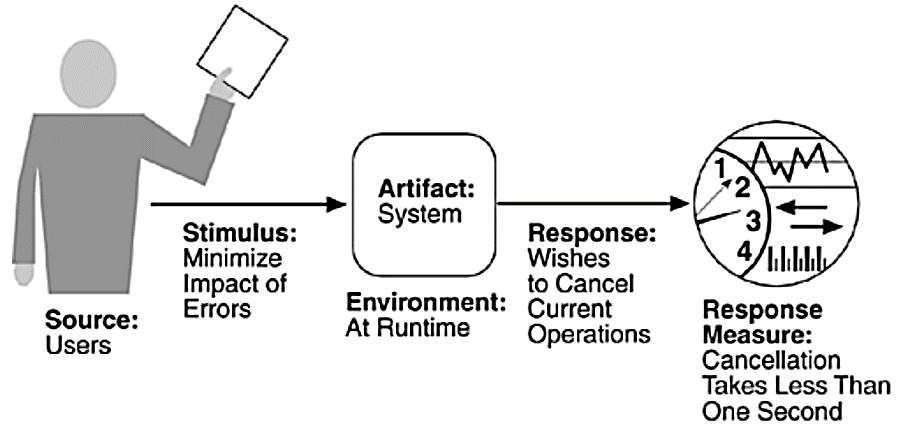 Source:
Users
Stimulus:
Minimize
Impact of
Errors
Artifact:
System
Environment:
At Runtime
Response:
Wishes
to Cancel
Current
Operations
1
2
3
4
Response
Measure:
Cancellation
Takes Less Than
One Second